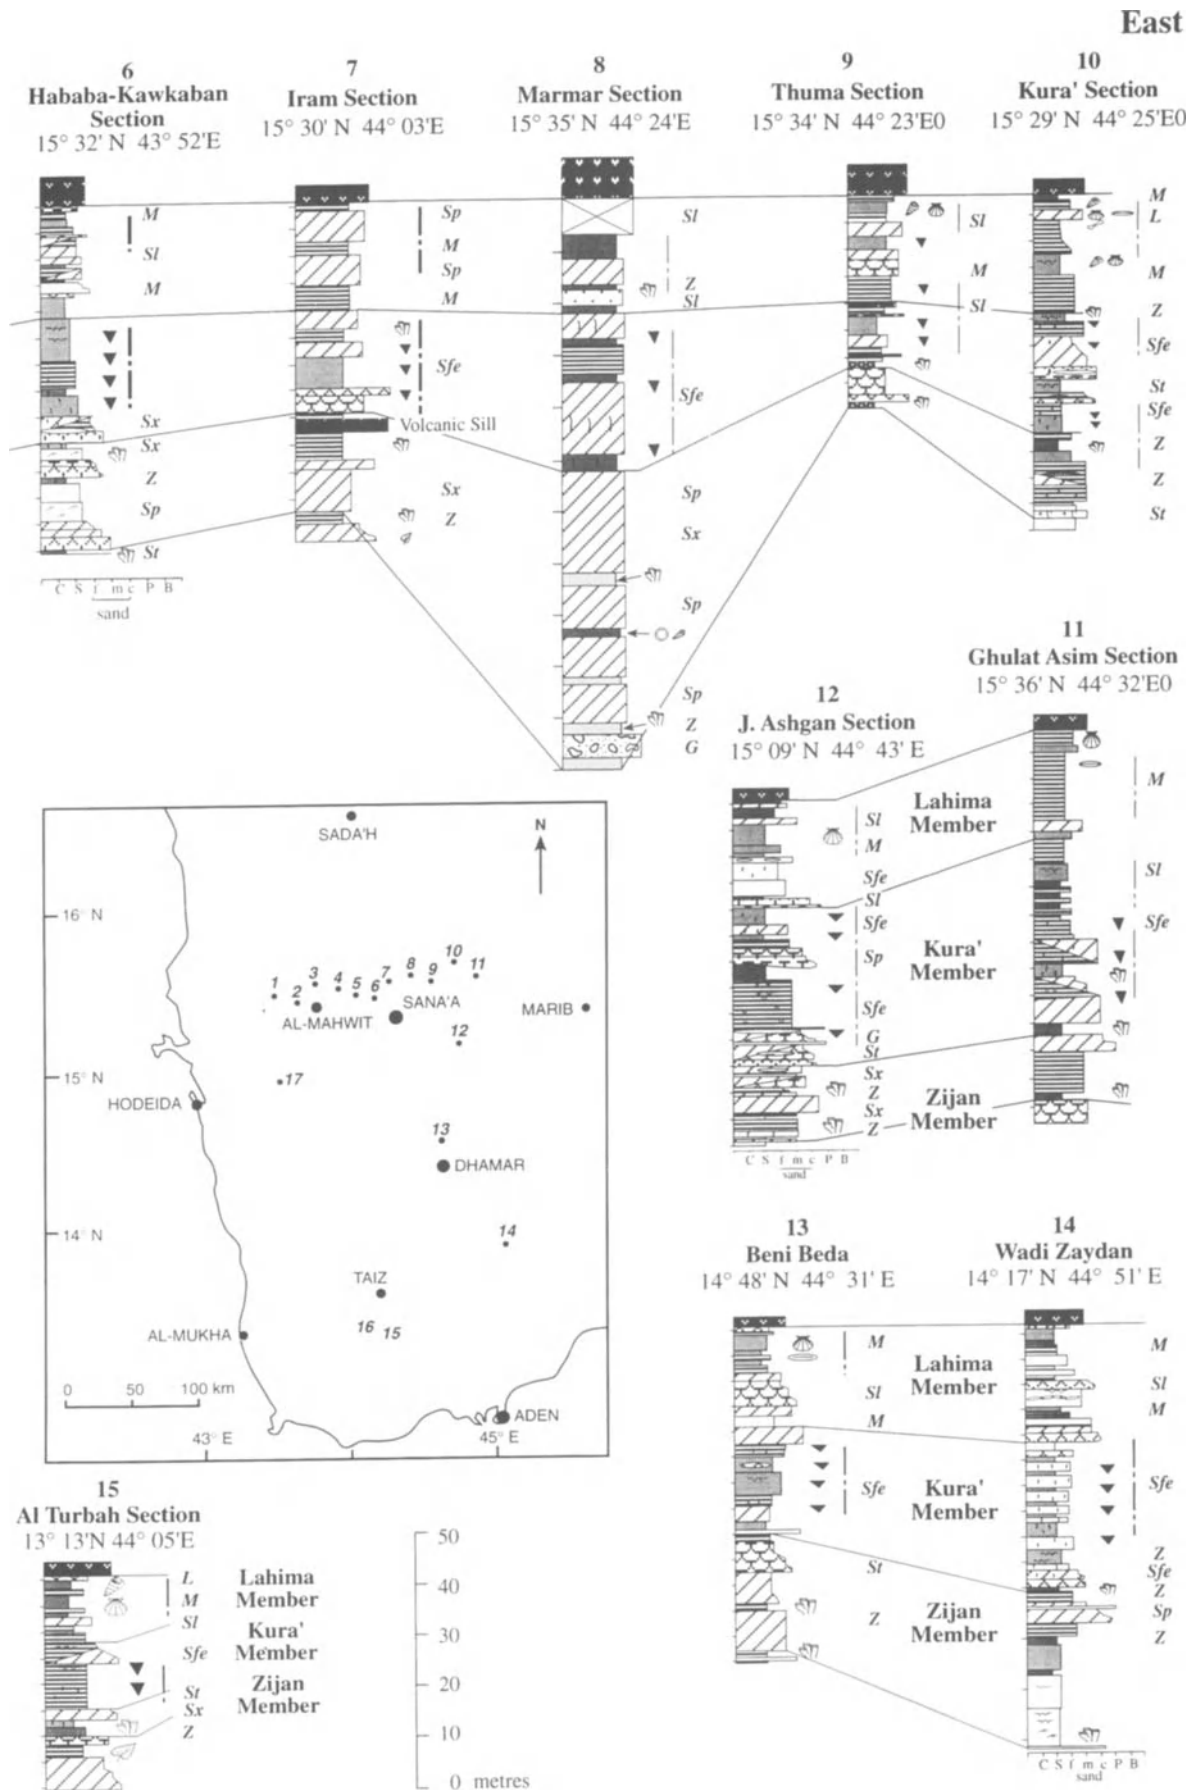 East
6
Hababa-Kawkaban
Section
15° 32' N 43° 52'E
7
Iram Section
15° 30' N 44° 03'E
8
Marmar Section
15° 35' N 44° 24'E
9
Thuma Section
15° 34' N 44° 23'E0
10
Kura' Section
15° 29' N 44° 25'E0
M
Sl
M
Sx
Sx
Z
Sp
St
C S f m c P B
sand
Sp
M
Sp
M
Sfe
Volcanic Sill
Sx
Z
Sl
Z
Sl
Sfe
Sp
Sx
Sp
Sp
Z
G
Sl
M
Sl
M
L
M
Z
Sfe
St
Sfe
Z
Z
St
11
Ghulat Asim Section
15° 36' N 44° 32'E0
12
J. Ashgan Section
15° 09' N 44° 43' E
Sl
M
Sfe
Sl
Sfe
Sp
Sfe
G
St
Sx
Z
Sx
Z
C S f m c P B
sand
Lahima
Member
Kura'
Member
Zijan
Member
M
Sl
Sfe
N
SADA'H
16° N
15° N
14° N
1
2
3
4
5
6
7
8
9
10
11
12
13
14
15
16
17
AL-MAHWIT
SANA'A
MARIB
HODEIDA
DHAMAR
TAIZ
AL-MUKHA
ADEN
0 50 100 km
43° E
45° E
13
Beni Beda
14° 48' N 44° 31' E
14
Wadi Zaydan
14° 17' N 44° 51' E
M
Sl
M
Sfe
St
Z
Lahima
Member
Kura'
Member
Zijan
Member
M
Sl
M
Sfe
Z
Sfe
Z
Sp
Z
C S f m c P B
sand
15
Al Turbah Section
13° 13'N 44° 05'E
L
M
Sl
Sfe
St
Sx
Z
Lahima
Member
Kura'
Member
Zijan
Member
50
40
30
20
10
0 metres